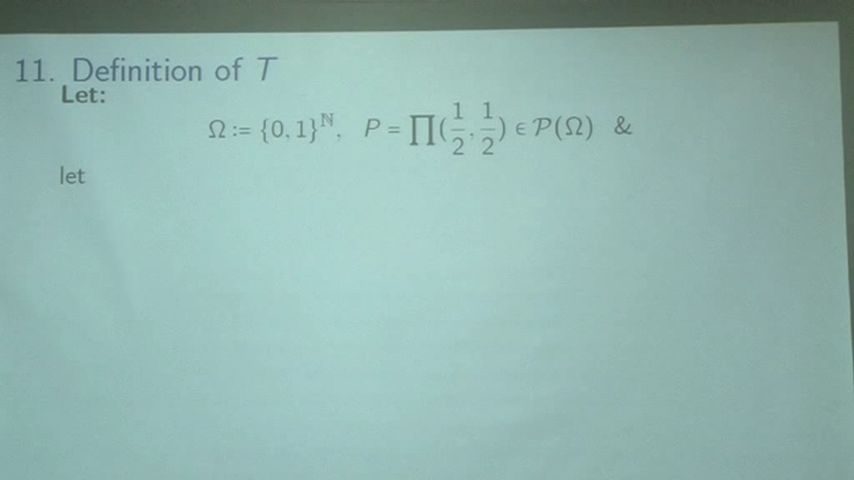 11. Definition of T
Let:
Ω := {0, 1}^ℕ, P = ∏(1/2, 1/2) ∈ 𝒫(Ω) &
let